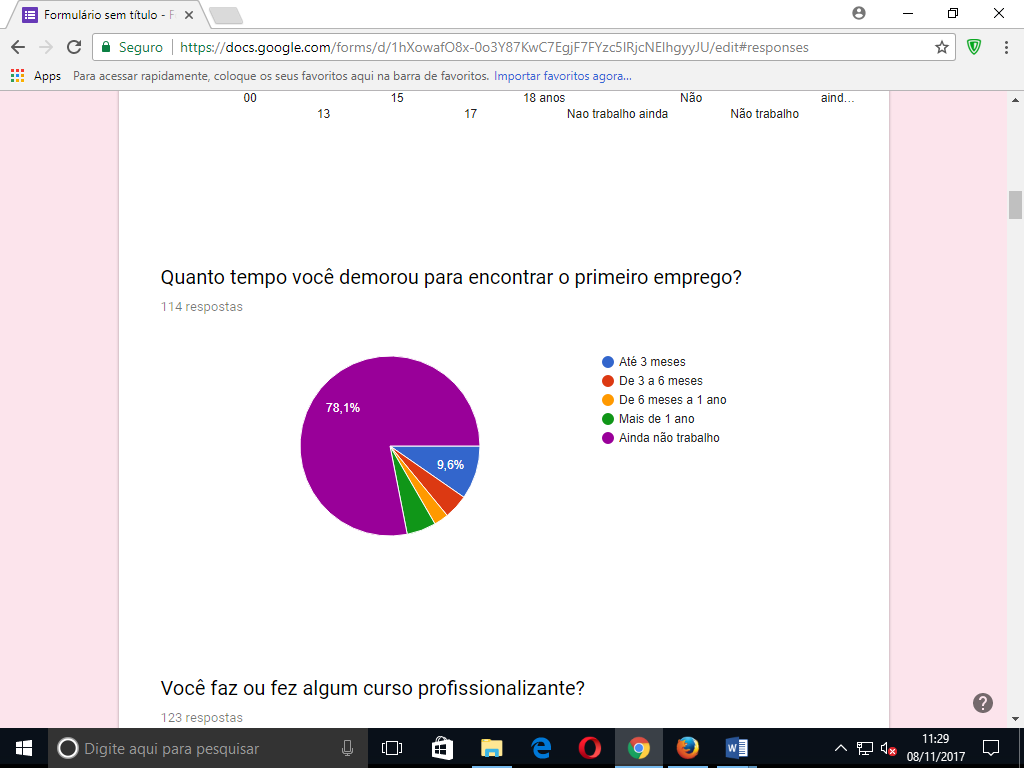 Formulário sem título - F
Seguro
https://docs.google.com/forms/d/1hXowafO8x-0o3Y87KwC7EgjF7FYzc5lRjcNEIhgyyJU/edit#responses
Apps
Para acessar rapidamente, coloque os seus favoritos aqui na barra de favoritos. Importar favoritos agora...
00 15 18 anos Não aind…
13 17 Nao trabalho ainda Não trabalho
Quanto tempo você demorou para encontrar o primeiro emprego?
114 respostas
78,1%
9,6%
Até 3 meses
De 3 a 6 meses
De 6 meses a 1 ano
Mais de 1 ano
Ainda não trabalho
Você faz ou fez algum curso profissionalizante?
123 respostas
Digite aqui para pesquisar
11:29
08/11/2017